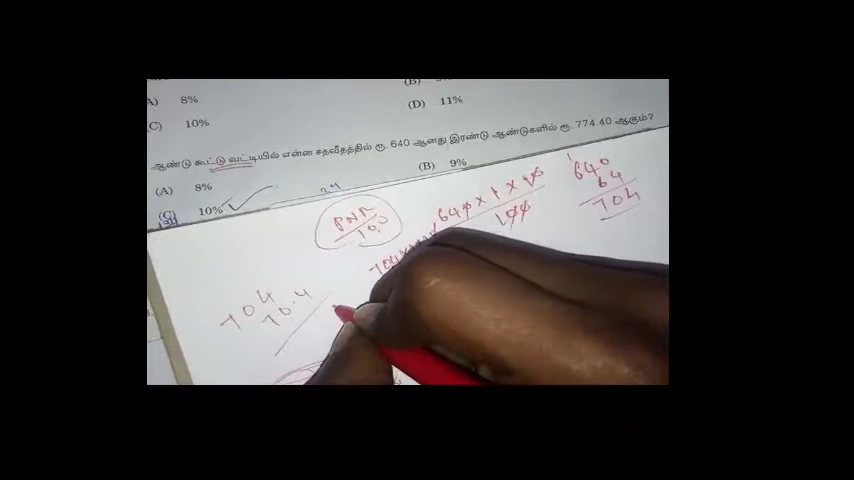 (B)
A) 8%
(D) 11%
(C) 10%
ஆண்டு கூட்டு வட்டியில் என்ன சதவீதத்தில் ரூ. 640 ஆனது இரண்டு ஆண்டுகளில் ரூ. 774.40 ஆகும்?
(A) 8%
(B) 9%
(C) 10%
PNR
100
640 × 1 × 10
100
640
64
704
704
70.4